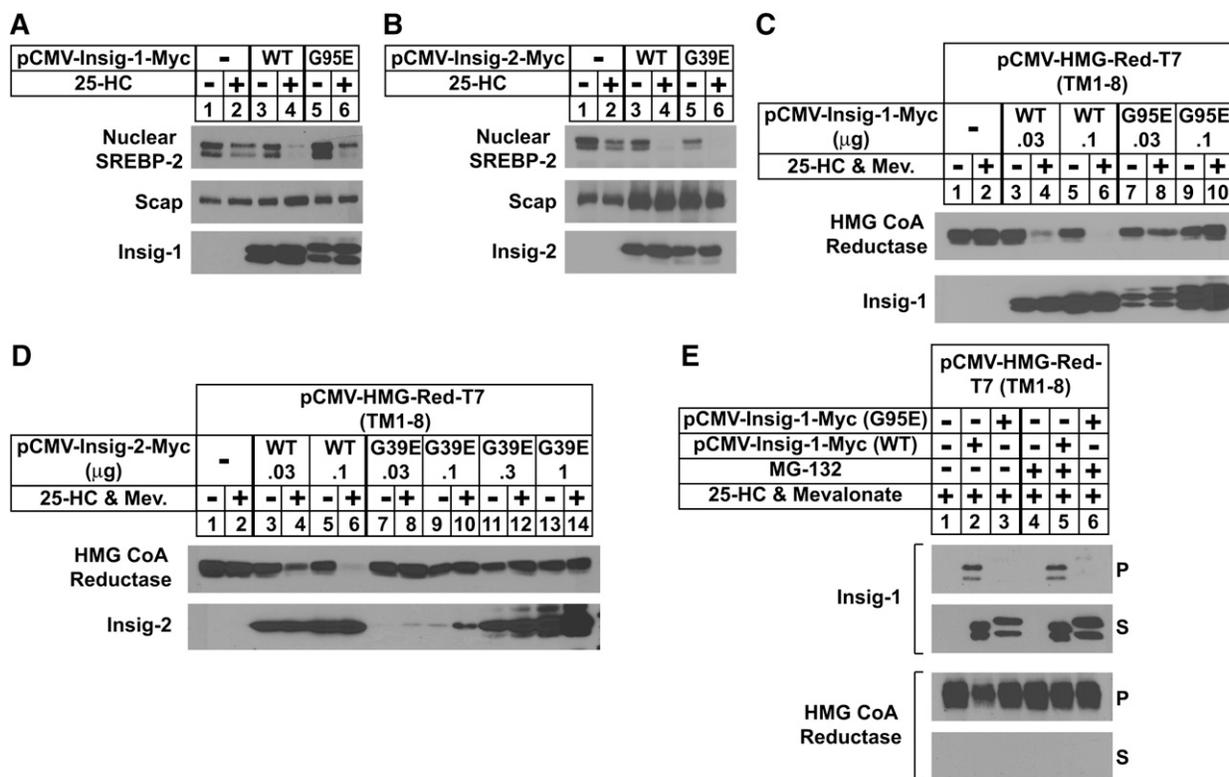 A
pCMV-Insig-1-Myc - WT G95E
25-HC - + - + - +
1 2 3 4 5 6
Nuclear
SREBP-2
Scap
Insig-1
B
pCMV-Insig-2-Myc - WT G39E
25-HC - + - + - +
1 2 3 4 5 6
Nuclear
SREBP-2
Scap
Insig-2
C
pCMV-HMG-Red-T7
(TM1-8)
pCMV-Insig-1-Myc
(μg)
- WT WT G95E G95E
.03 .1 .03 .1
25-HC & Mev. - + - + - + - + - +
1 2 3 4 5 6 7 8 9 10
HMG CoA
Reductase
Insig-1
D
pCMV-HMG-Red-T7
(TM1-8)
pCMV-Insig-2-Myc
(μg)
- WT WT G39E G39E G39E G39E
.03 .1 .03 .1 .3 1
25-HC & Mev. - + - + - + - + - + - + - +
1 2 3 4 5 6 7 8 9 10 11 12 13 14
HMG CoA
Reductase
Insig-2
E
pCMV-HMG-Red-
T7 (TM1-8)
pCMV-Insig-1-Myc (G95E) - - + - - +
pCMV-Insig-1-Myc (WT) - + - - + -
MG-132 - - - + + +
25-HC & Mevalonate + + + + + +
1 2 3 4 5 6
Insig-1
P
S
HMG CoA
Reductase
P
S